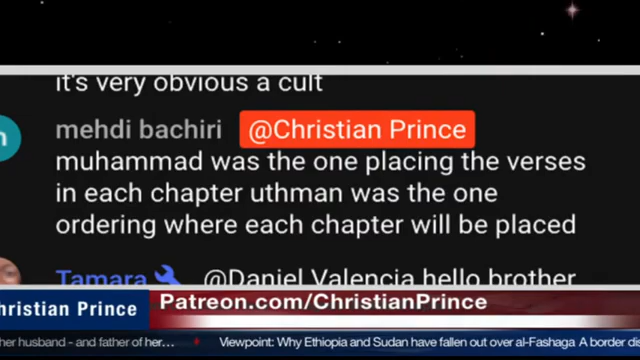 it's very obvious a cult
n
mehdi bachiri @Christian Prince
muhammad was the one placing the verses
in each chapter uthman was the one
ordering where each chapter will be placed
Tamara @Daniel Valencia hello brother
hristian Prince
Patreon.com/ChristianPrince
her husband - and father of her…
Viewpoint: Why Ethiopia and Sudan have fallen out over al-Fashaga A border dis